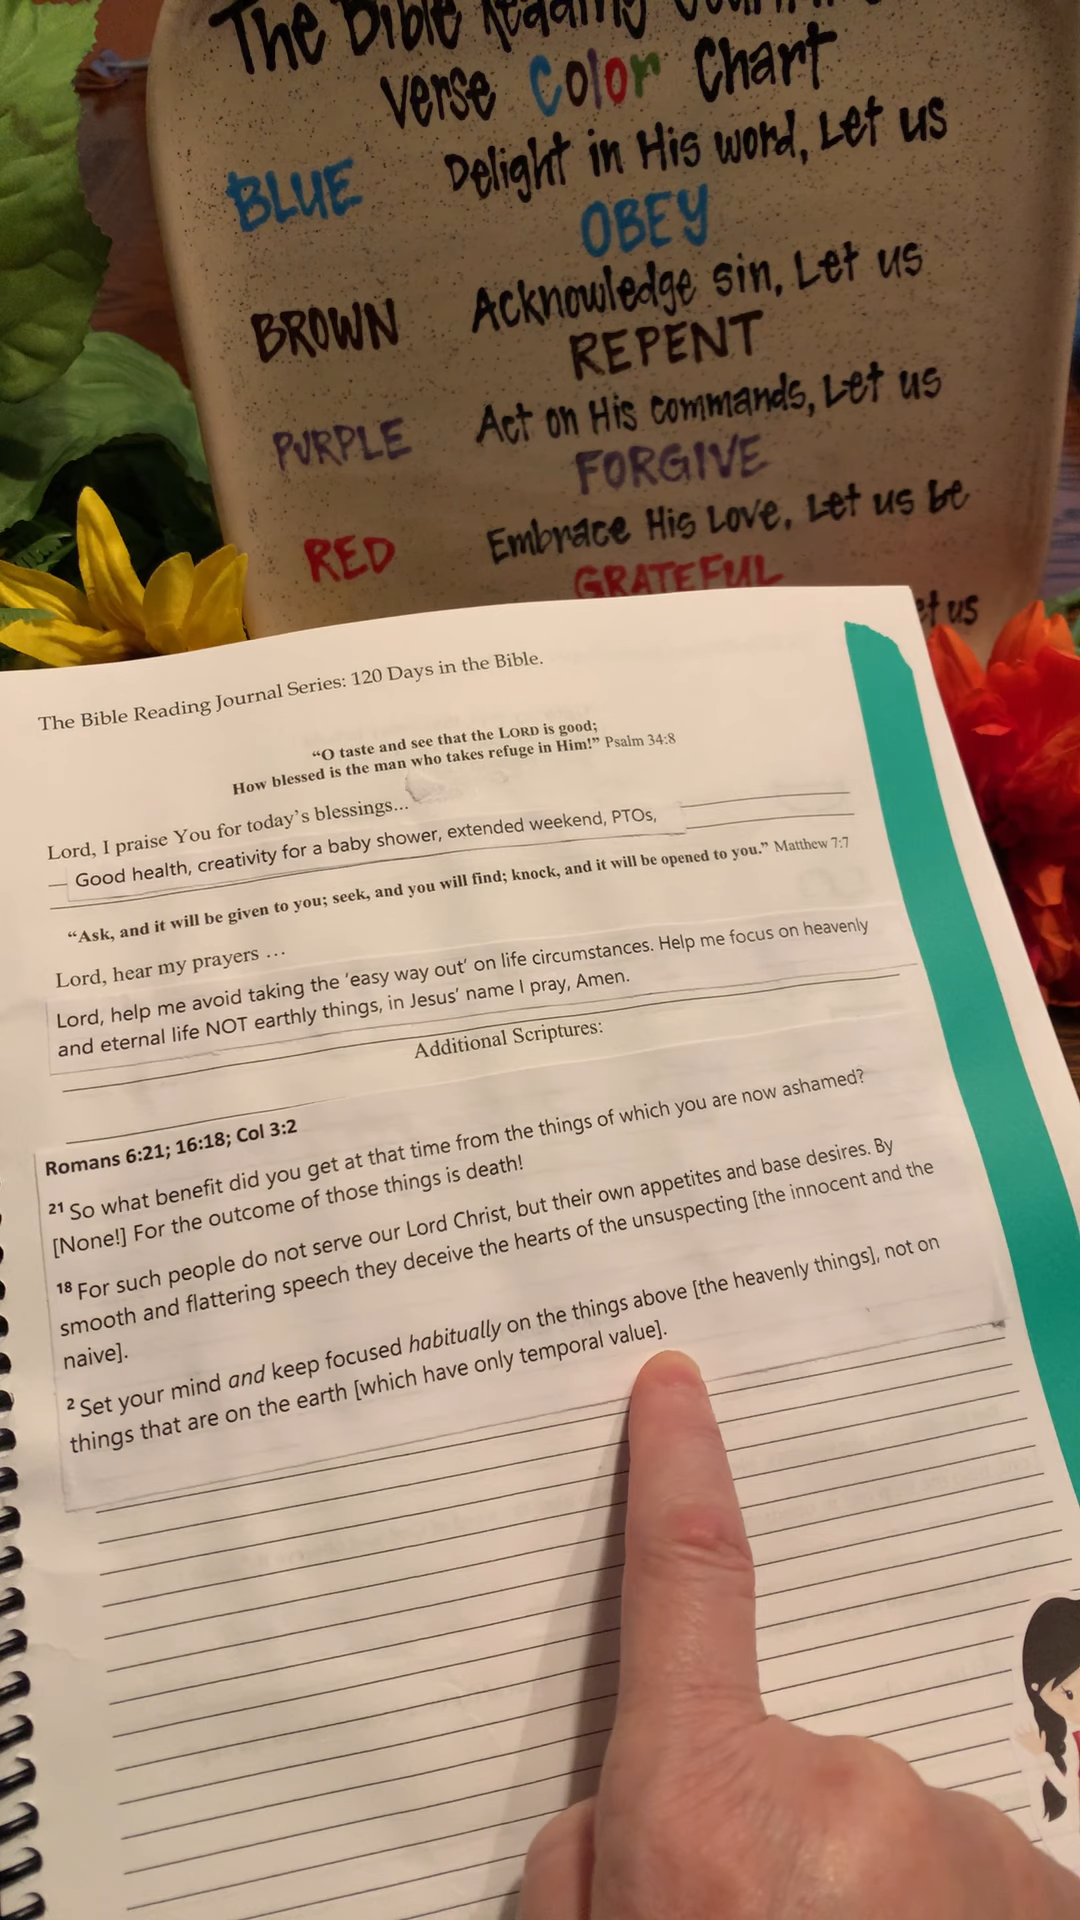 The Bible Reading
Verse Color Chart
BLUE Delight in His word, Let us
OBEY
BROWN Acknowledge sin, Let us
REPENT
PURPLE Act on His commands, Let us
FORGIVE
RED Embrace His Love, Let us be
GRATEFUL
us
The Bible Reading Journal Series: 120 Days in the Bible.
“O taste and see that the LORD is good;
How blessed is the man who takes refuge in Him!” Psalm 34:8
Lord, I praise You for today’s blessings...
Good health, creativity for a baby shower, extended weekend, PTOs,
“Ask, and it will be given to you; seek, and you will find; knock, and it will be opened to you.” Matthew 7:7
Lord, hear my prayers ...
Lord, help me avoid taking the ‘easy way out’ on life circumstances. Help me focus on heavenly
and eternal life NOT earthly things, in Jesus’ name I pray, Amen.
Additional Scriptures:
Romans 6:21; 16:18; Col 3:2
21 So what benefit did you get at that time from the things of which you are now ashamed?
[None!] For the outcome of those things is death!
18 For such people do not serve our Lord Christ, but their own appetites and base desires. By
smooth and flattering speech they deceive the hearts of the unsuspecting [the innocent and the
naive].
2 Set your mind and keep focused habitually on the things above [the heavenly things], not on
things that are on the earth [which have only temporal value].